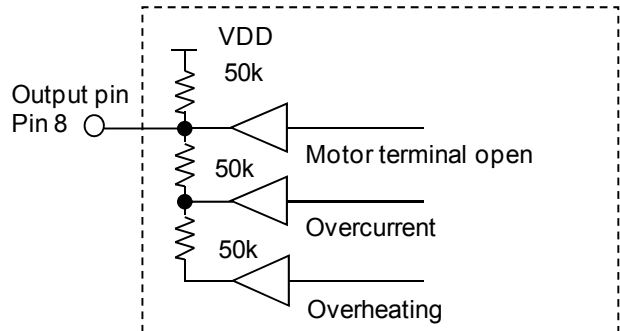 VDD
50k
Output pin
Pin 8
Motor terminal open
50k
Overcurrent
50k
Overheating